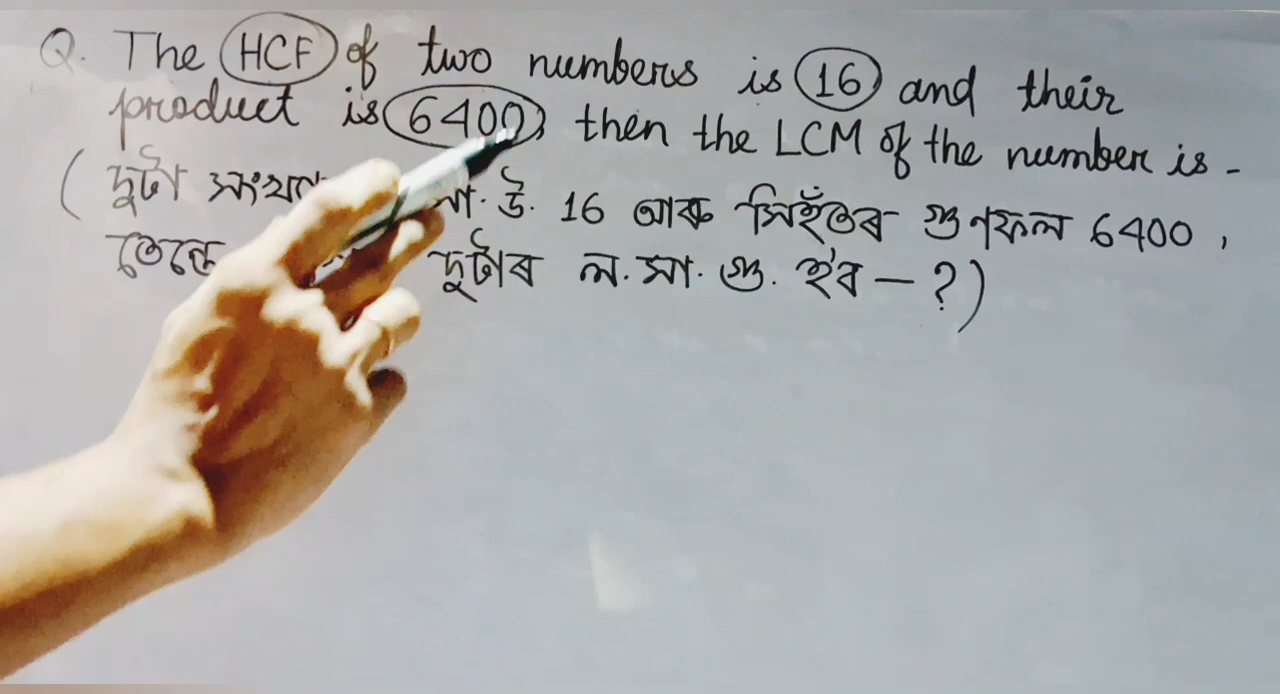 Q. The HCF of two numbers is 16 and their
product is 6400, then the LCM of the number is -
( দুটা সা. উ. 16 আৰু সিহঁতৰ গুণফল 6400 ,
তেন্তে দুটাৰ ল. সা. গু. হ'ব — ?)